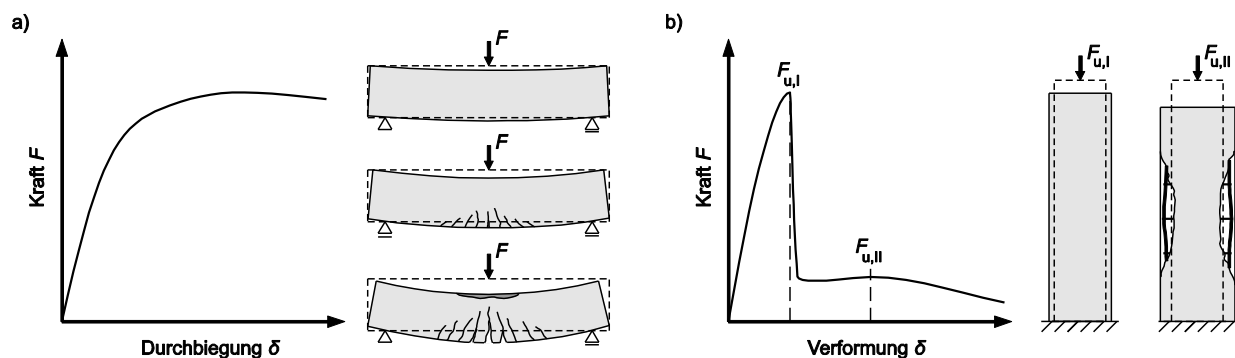 a)
Kraft F
Durchbiegung δ
F
F
F
b)
Kraft F
Verformung δ
Fu,I
Fu,II
Fu,I
Fu,II